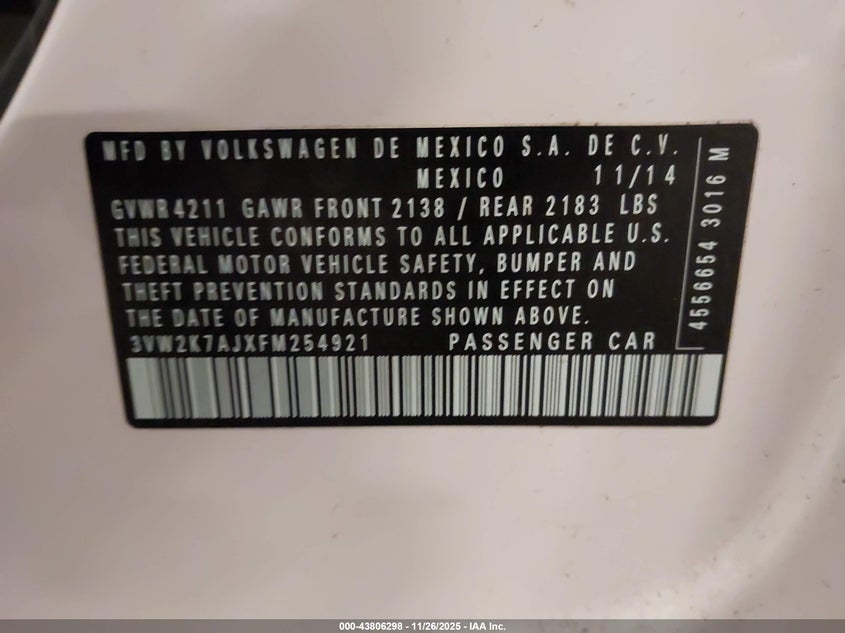 MFD BY VOLKSWAGEN DE MEXICO S.A. DE C.V.
MEXICO 11/14
GVWR 4211 GAWR FRONT 2138 / REAR 2183 LBS
THIS VEHICLE CONFORMS TO ALL APPLICABLE U.S.
FEDERAL MOTOR VEHICLE SAFETY, BUMPER AND
THEFT PREVENTION STANDARDS IN EFFECT ON
THE DATE OF MANUFACTURE SHOWN ABOVE.
3VW2K7AJXFM254921 PASSENGER CAR
4556654 3016 M
000-43806298 - 11/26/2025 - IAA Inc.